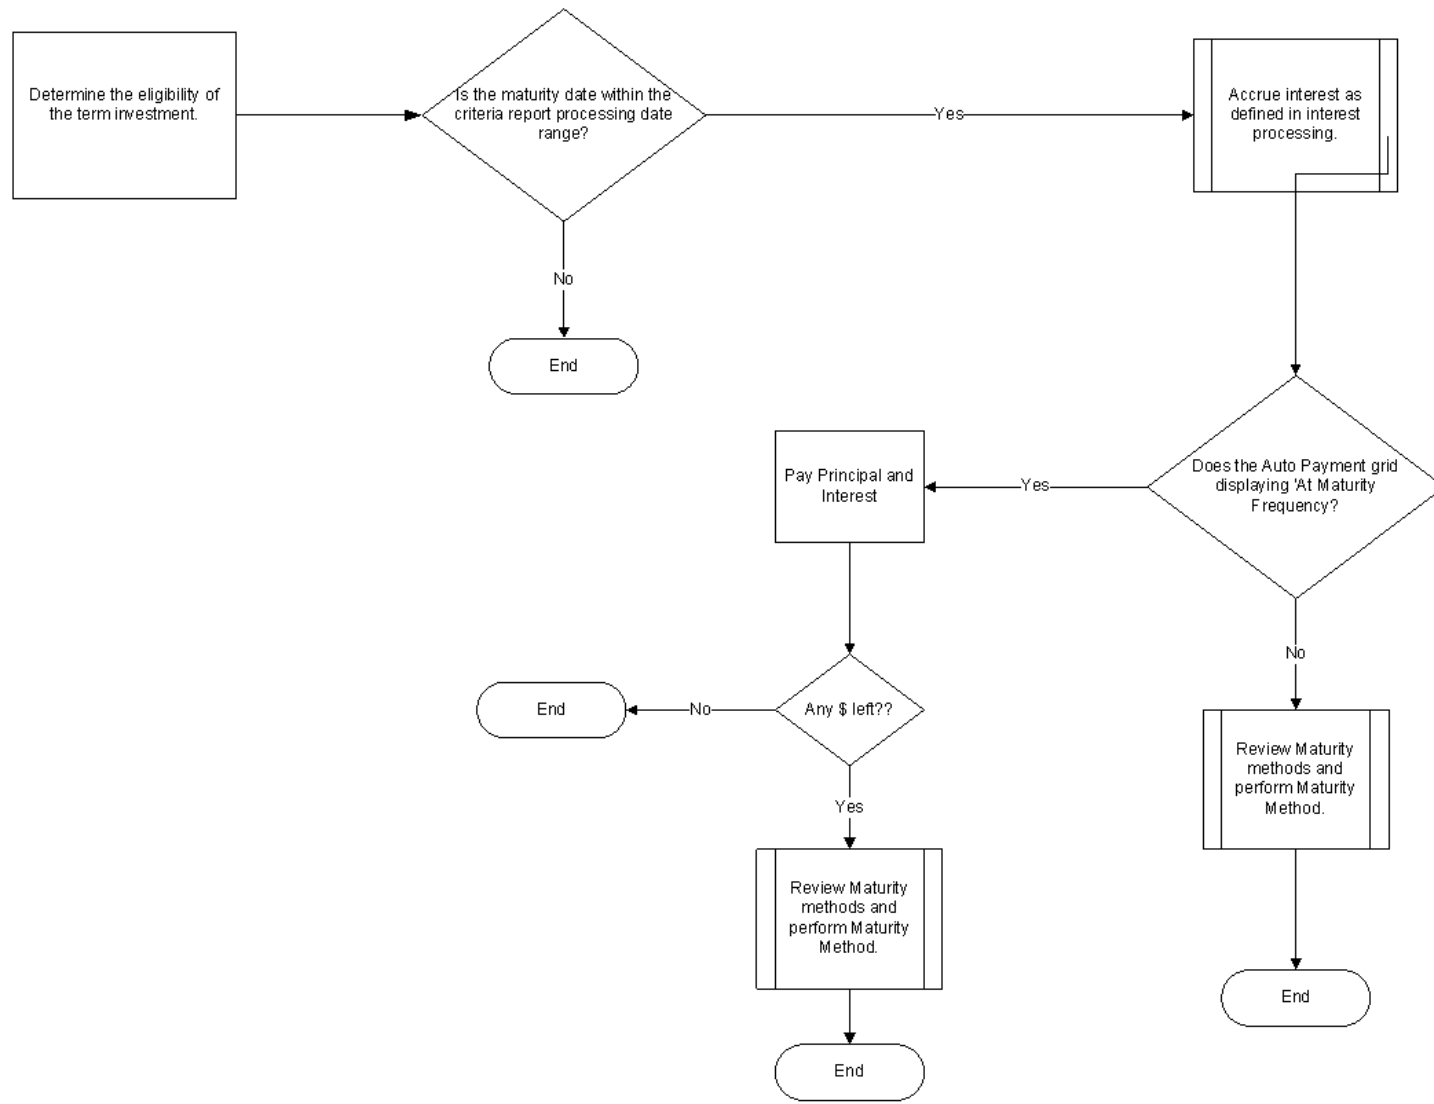 Determine the eligibility of
the term investment.
Is the maturity date within the
criteria report processing date
range?
Yes
Accrue interest as
defined in interest
processing.
No
End
Does the Auto Payment grid
displaying 'At Maturity
Frequency?
Yes
Pay Principal and
Interest
No
Any $ left??
No
End
Review Maturity
methods and
perform Maturity
Method.
Yes
Review Maturity
methods and
perform Maturity
Method.
End
End